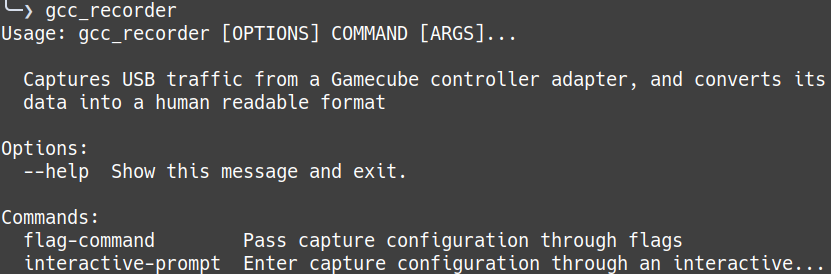 ╰─❯ gcc_recorder
Usage: gcc_recorder [OPTIONS] COMMAND [ARGS]...
Captures USB traffic from a Gamecube controller adapter, and converts its
data into a human readable format
Options:
--help  Show this message and exit.
Commands:
flag-command        Pass capture configuration through flags
interactive-prompt  Enter capture configuration through an interactive...